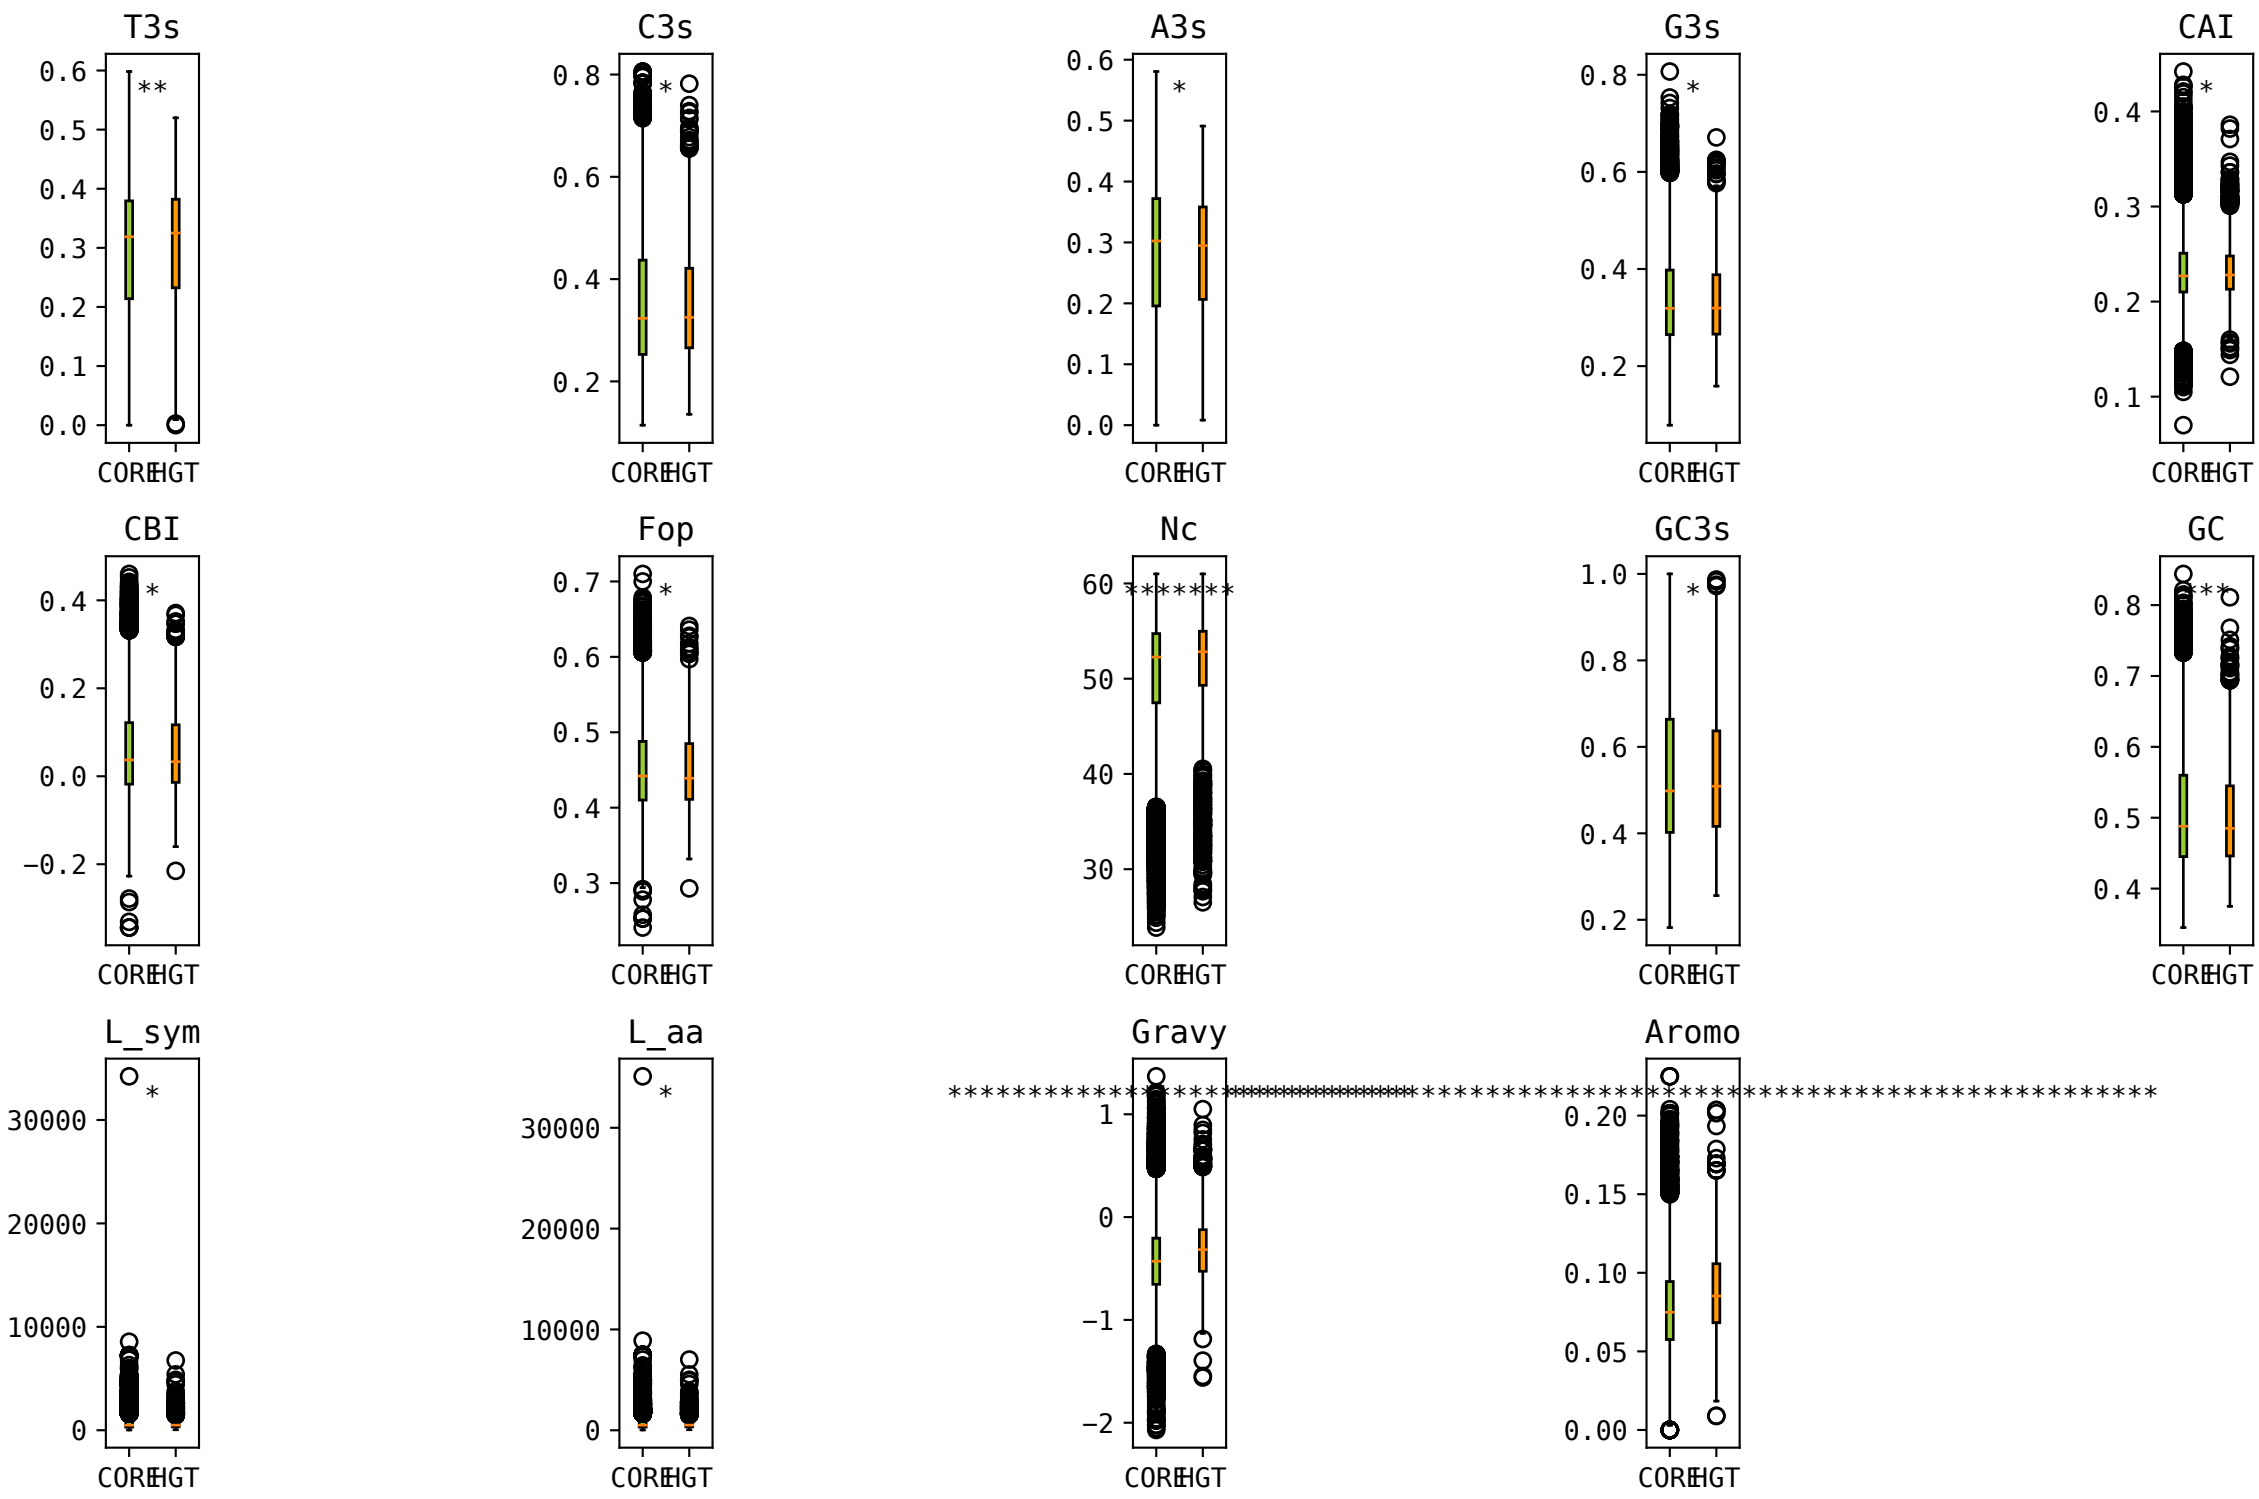 T3s
C3s
A3s
G3s
CAI
0.6
0.5
0.4
0.3
0.2
0.1
0.0
**
CORE HGT
0.8
0.6
0.4
0.2
*
CORE HGT
0.6
0.5
0.4
0.3
0.2
0.1
0.0
*
CORE HGT
0.8
0.6
0.4
0.2
*
CORE HGT
0.4
0.3
0.2
0.1
*
CORE HGT
CBI
Fop
Nc
GC3s
GC
0.4
0.2
0.0
−0.2
*
CORE HGT
0.7
0.6
0.5
0.4
0.3
*
CORE HGT
60
50
40
30
*******
CORE HGT
1.0
0.8
0.6
0.4
0.2
*
CORE HGT
0.8
0.7
0.6
0.5
0.4
***
CORE HGT
L_sym
L_aa
Gravy
Aromo
30000
20000
10000
0
*
CORE HGT
30000
20000
10000
0
*
CORE HGT
1
0
−1
−2
CORE HGT
0.20
0.15
0.10
0.05
0.00
CORE HGT